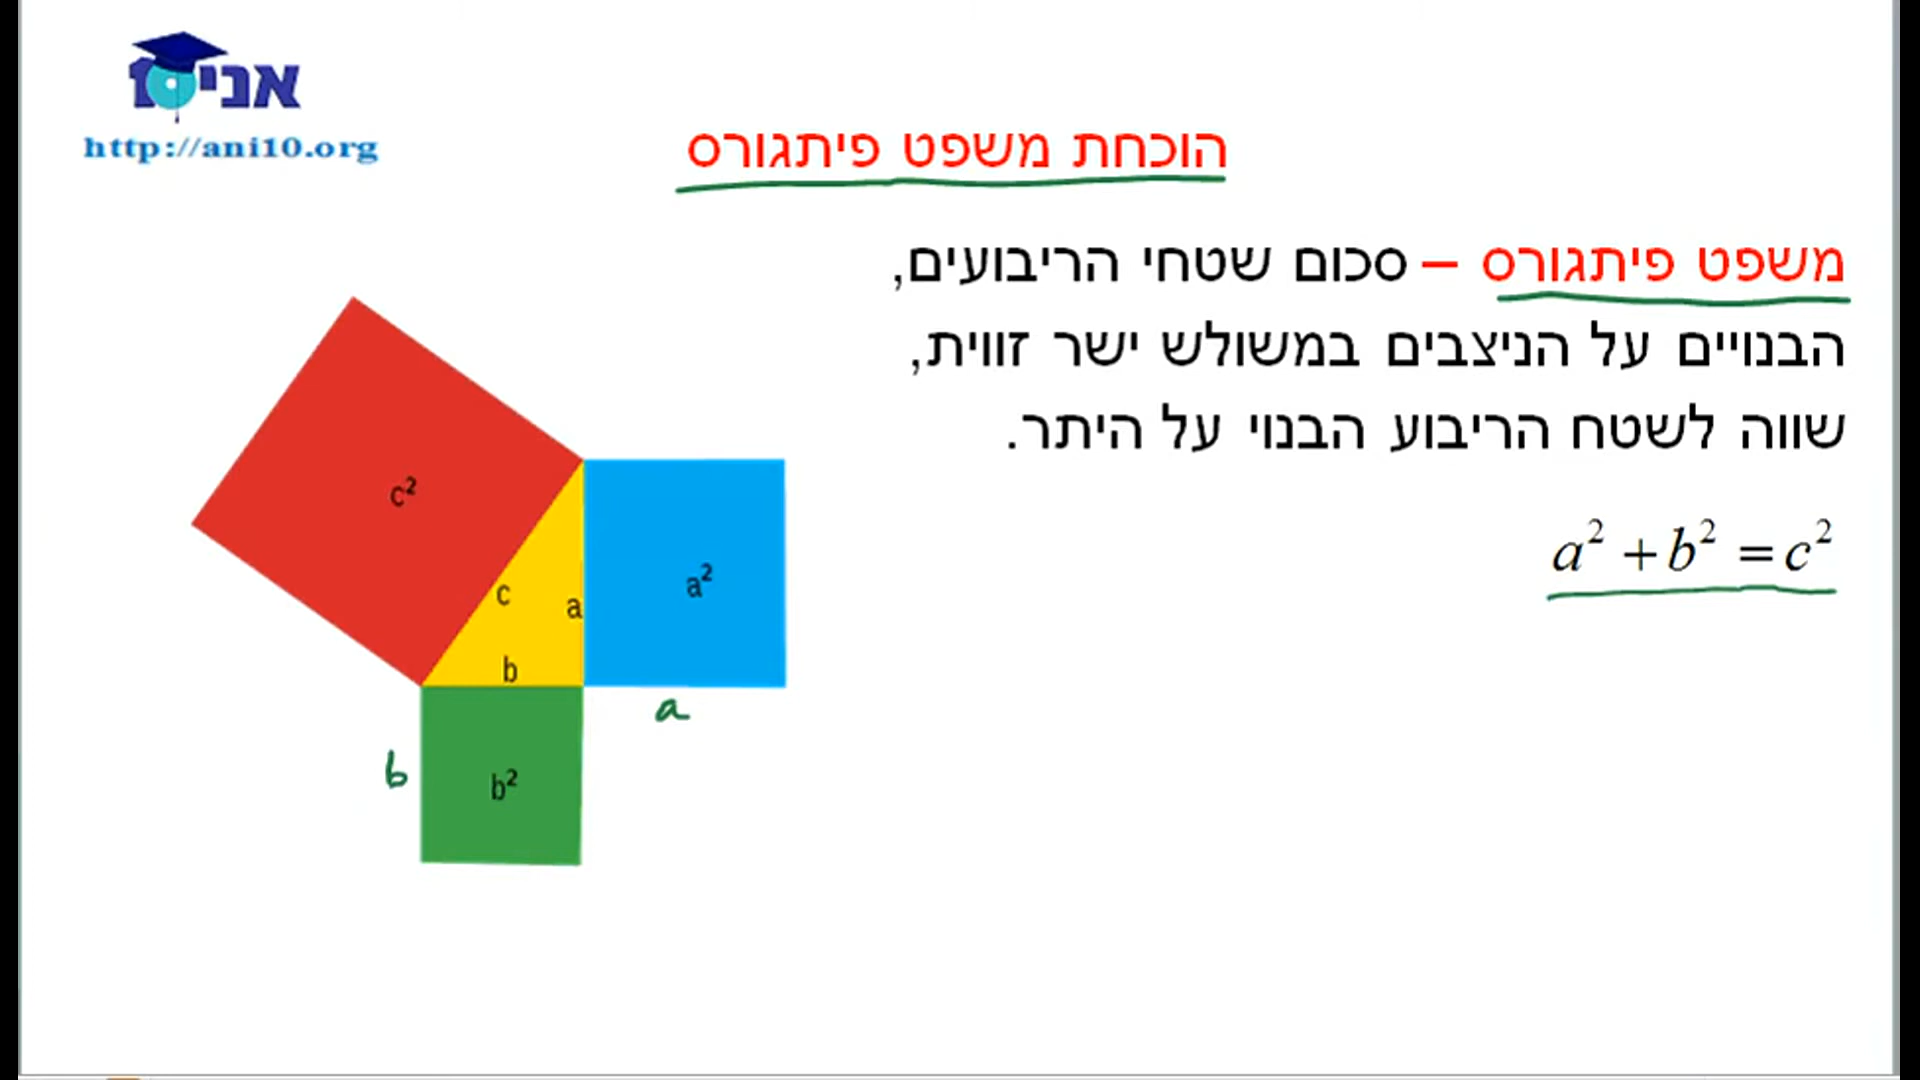 אני10
http://ani10.org
הוכחת משפט פיתגורס
משפט פיתגורס – סכום שטחי הריבועים,
הבנויים על הניצבים במשולש ישר זווית,
שווה לשטח הריבוע הבנוי על היתר.
a² + b² = c²
c²
c
a
a²
b
a
b
b²